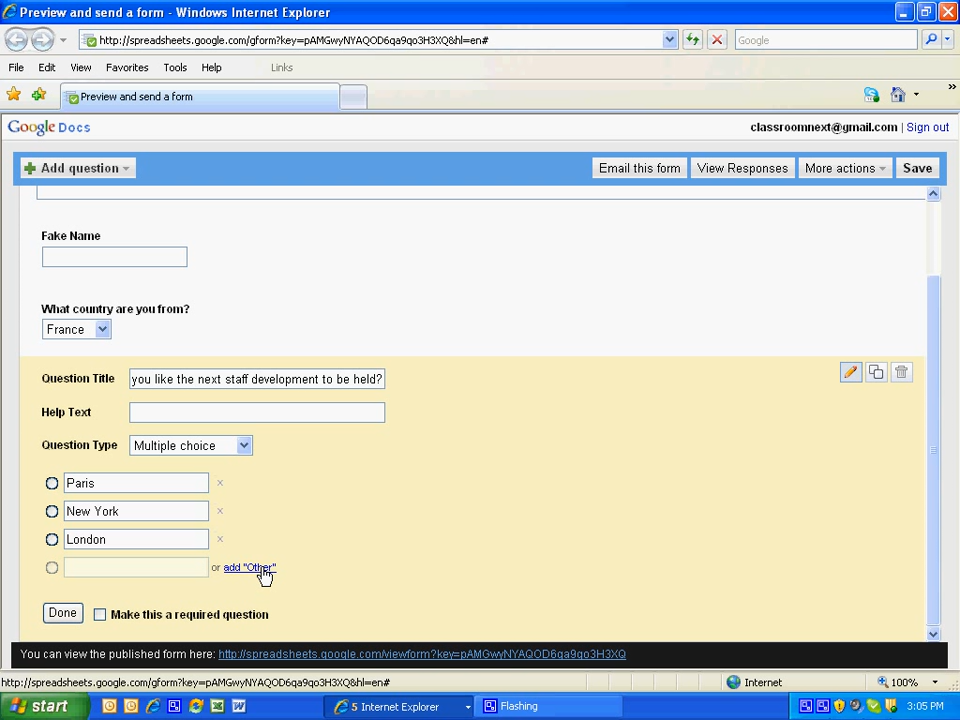 Preview and send a form - Windows Internet Explorer
http://spreadsheets.google.com/gform?key=pAMGwyNYAQOD6qa9qo3H3XQ&hl=en#
Google
File Edit View Favorites Tools Help Links
Preview and send a form
»
Google Docs
classroomnext@gmail.com | Sign out
Add question
Email this form
View Responses
More actions
Save
Fake Name
What country are you from?
France
Question Title
you like the next staff development to be held?
Help Text
Question Type
Multiple choice
Paris
New York
London
or add "Other"
Done
Make this a required question
You can view the published form here: http://spreadsheets.google.com/viewform?key=pAMGwyNYAQOD6qa9qo3H3XQ
http://spreadsheets.google.com/gform?key=pAMGwyNYAQOD6qa9qo3H3XQ&hl=en#
Internet
100%
start
5 Internet Explorer
Flashing
3:05 PM